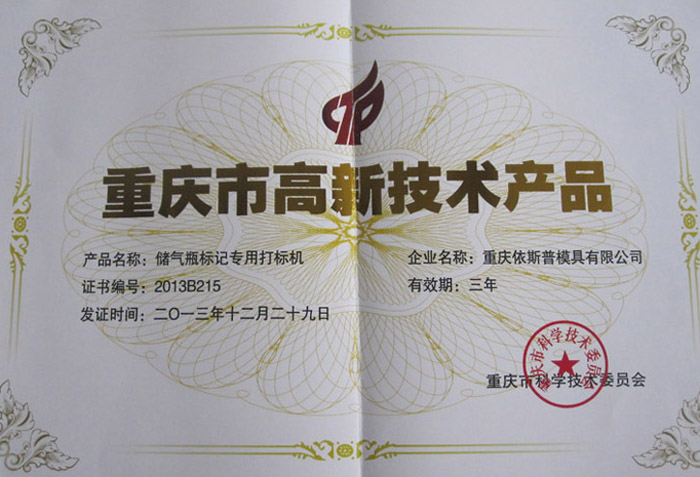 重庆市高新技术产品
产品名称：储气瓶标记专用打标机
企业名称：重庆依斯普模具有限公司
证书编号：2013B215
有效期：三年
发证时间：二〇一三年十二月二十九日
重庆市科学技术委员会
重庆市科学技术委员会